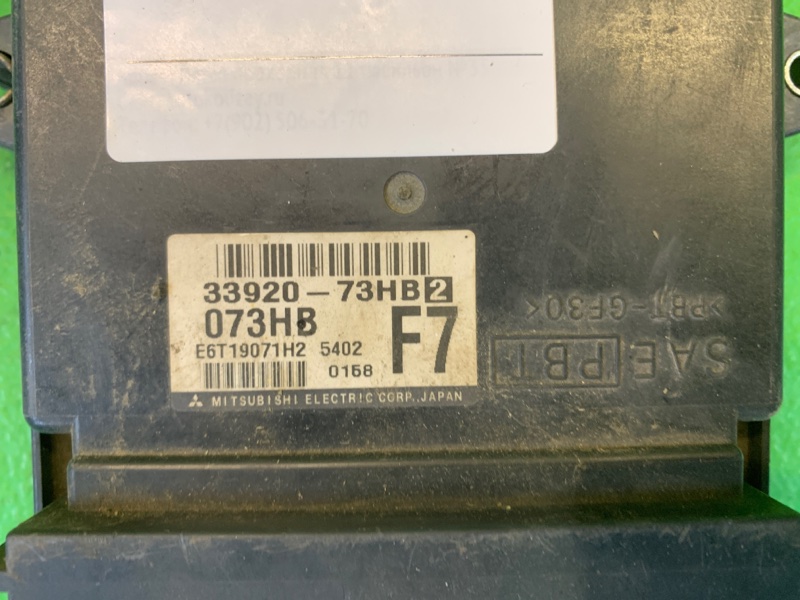 33920-73HB 2
073HB F7
E6T19071H2 5402
0158
MITSUBISHI ELECTRIC CORP., JAPAN
>PBT-GF30<
SAE PBT